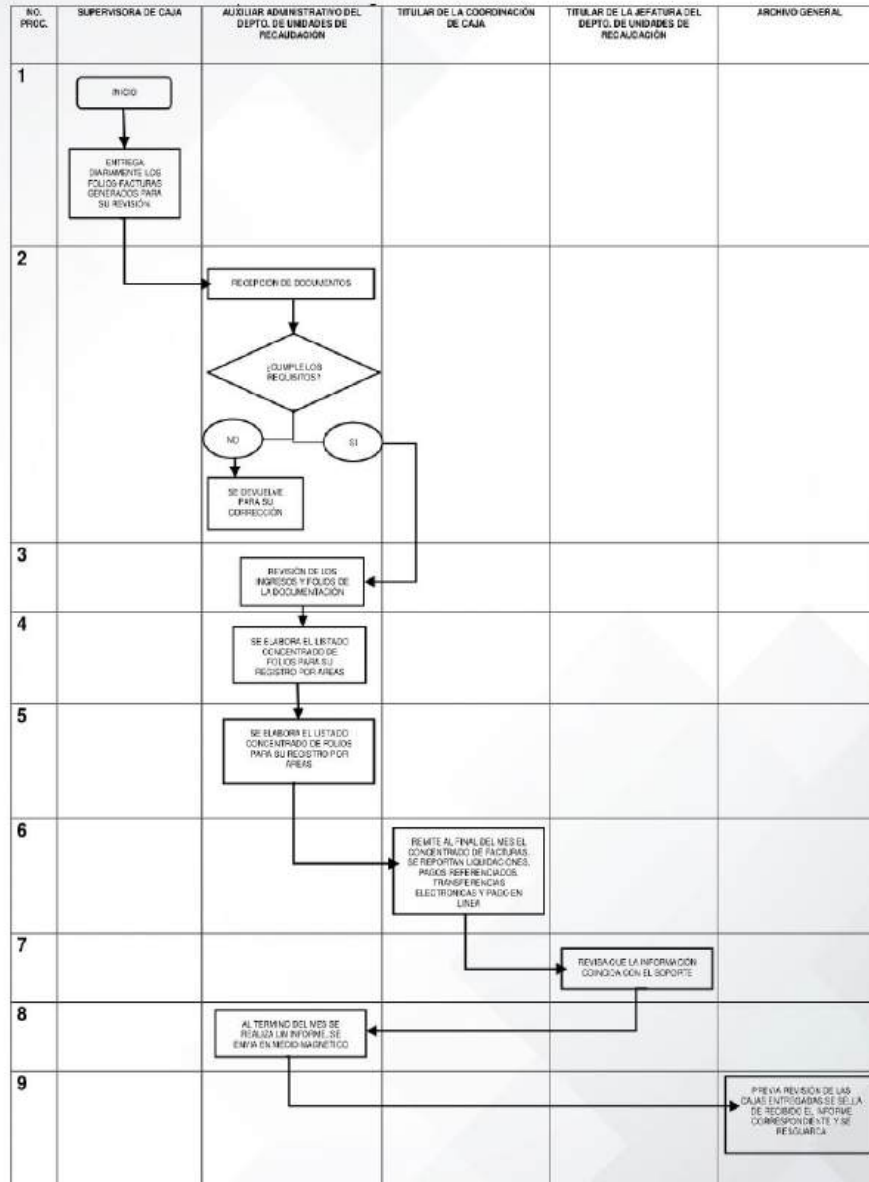 NO.
PROC.
SUPERVISORA DE CAJA
AUXILIAR ADMINISTRATIVO DEL
DEPTO. DE UNIDADES DE
RECAUDACIÓN
TITULAR DE LA COORDINACIÓN
DE CAJA
TITULAR DE LA JEFATURA DEL
DEPTO. DE UNIDADES DE
RECAUDACIÓN
ARCHIVO GENERAL
1
INICIO
ENTREGA
DIARIAMENTE LOS
FOLIOS-FACTURAS
GENERADOS PARA
SU REVISIÓN
2
RECEPCIÓN DE DOCUMENTOS
¿CUMPLE LOS
REQUISITOS?
NO
SI
SE DEVUELVE
PARA SU
CORRECCIÓN
3
REVISIÓN DE LOS
INGRESOS Y FOLIOS DE
LA DOCUMENTACIÓN
4
SE ELABORA EL LISTADO
CONCENTRADO DE
FOLIOS PARA SU
REGISTRO POR AREAS
5
SE ELABORA EL LISTADO
CONCENTRADO DE FOLIOS
PARA SU REGISTRO POR
AREAS
6
REMITE AL FINAL DEL MES EL
CONCENTRADO DE FACTURAS,
SE REPORTAN LIQUIDACIONES,
PAGOS REFERENCIADOS,
TRANSFERENCIAS
ELECTRONICAS Y PAGO EN
LINEA
7
REVISA QUE LA INFORMACIÓN
COINCIDA CON EL SOPORTE
8
AL TERMINO DEL MES SE
REALIZA UN INFORME, SE
ENVIA EN MEDIO MAGNETICO
9
PREVIA REVISIÓN DE LAS
CAJAS ENTREGADAS SE SELLA
DE RECIBIDO EL INFORME
CORRESPONDIENTE Y SE
RESGUARDA